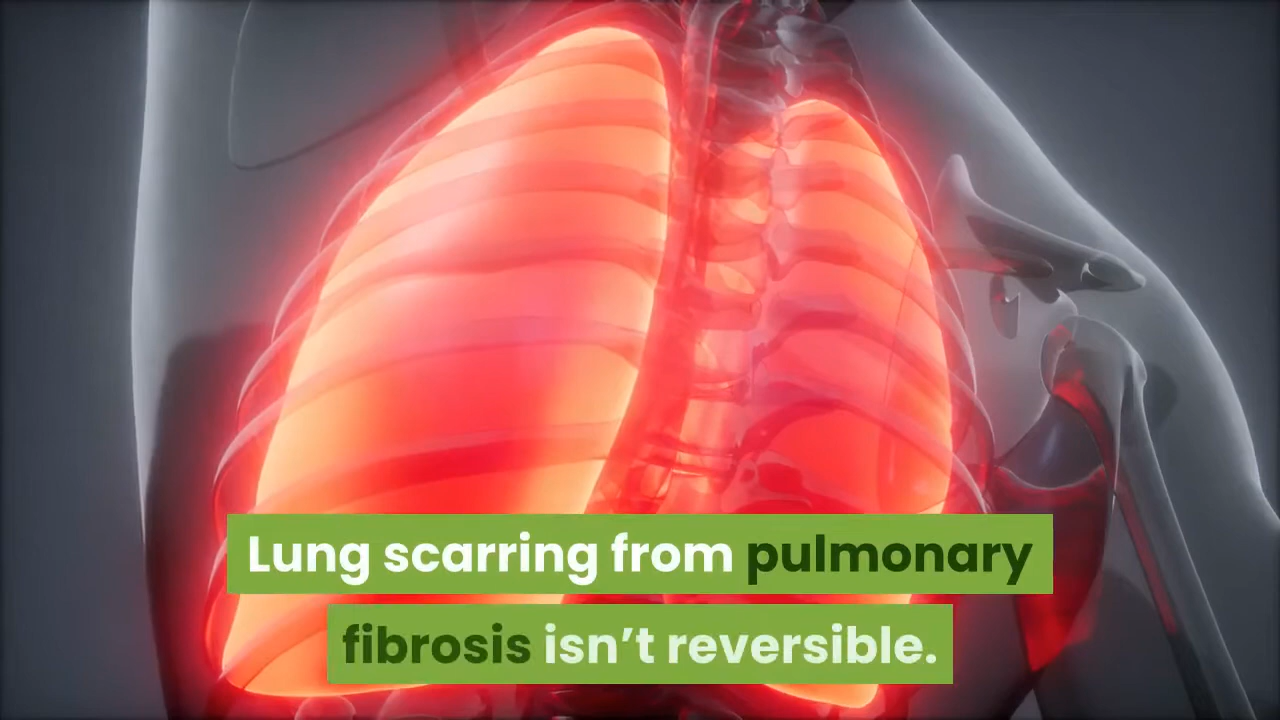 Lung scarring from pulmonary
fibrosis isn’t reversible.